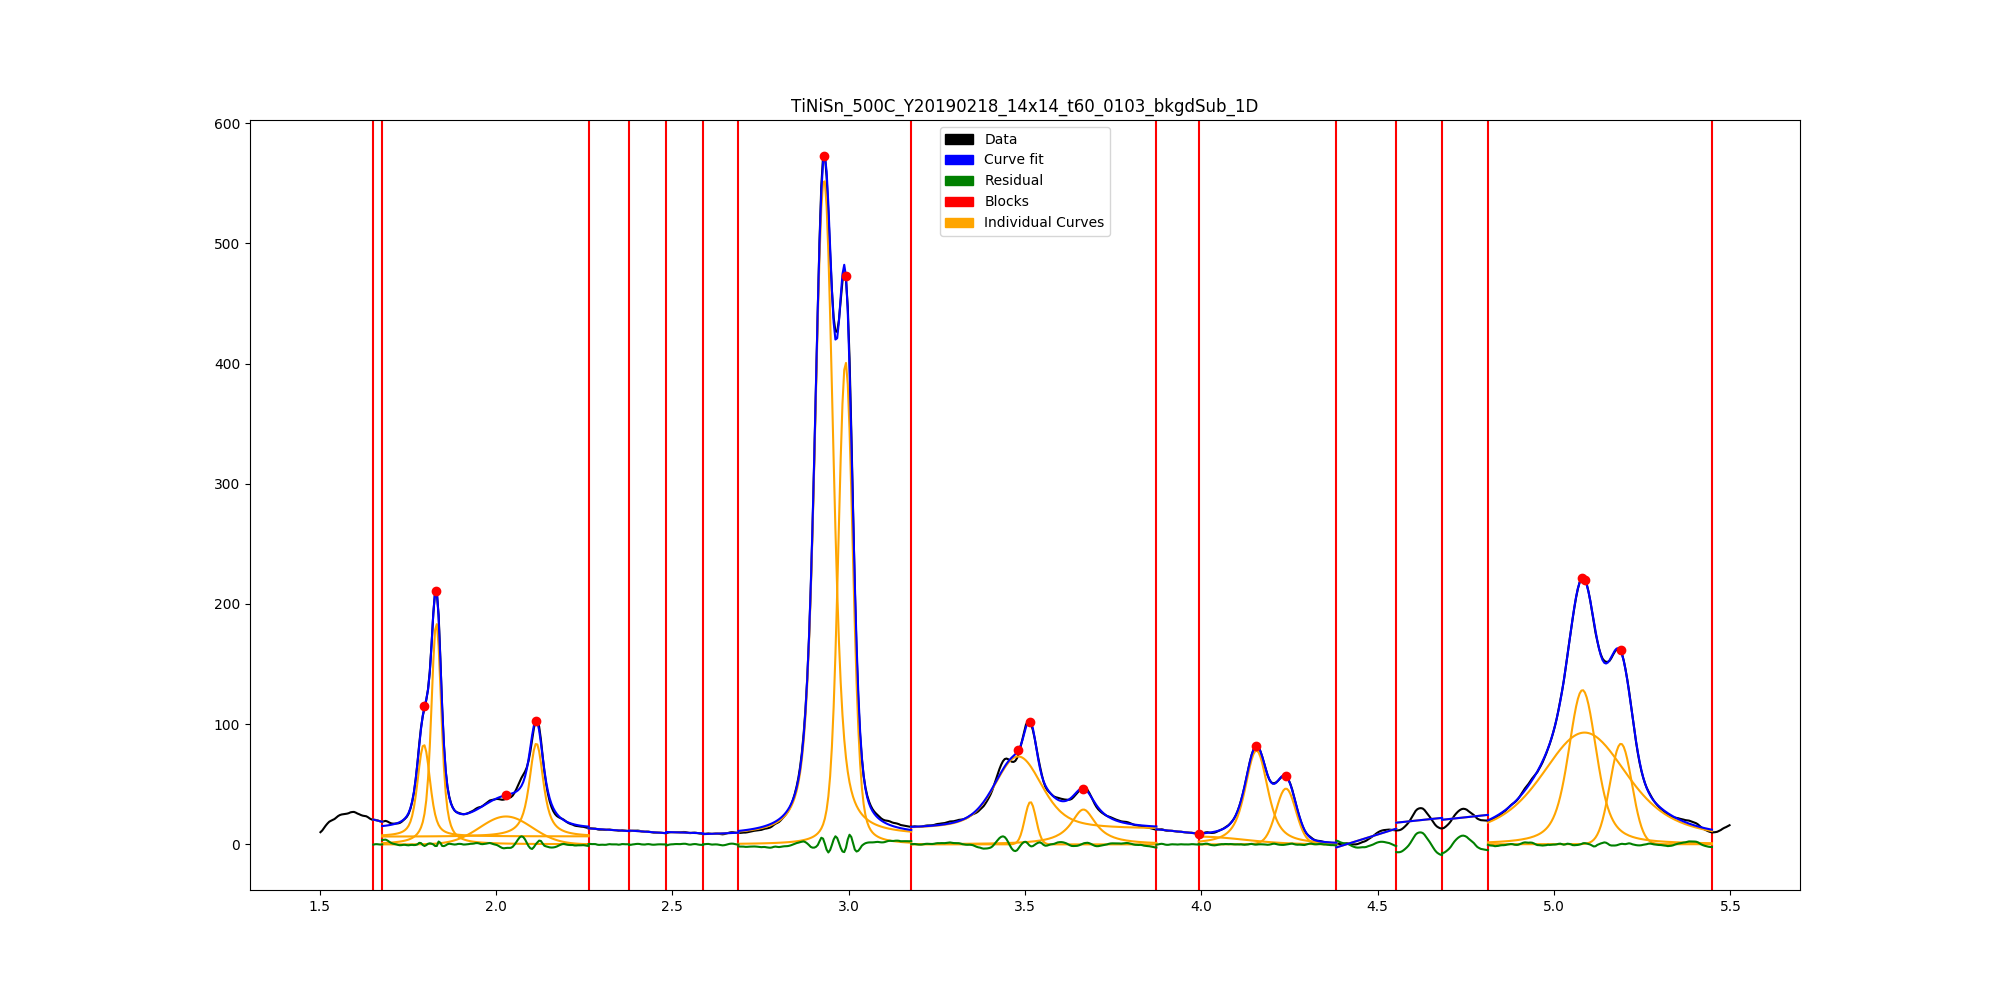 TiNiSn_500C_Y20190218_14x14_t60_0103_bkgdSub_1D
600
500
400
300
200
100
0
Data
Curve fit
Residual
Blocks
Individual Curves
1.5 2.0 2.5 3.0 3.5 4.0 4.5 5.0 5.5